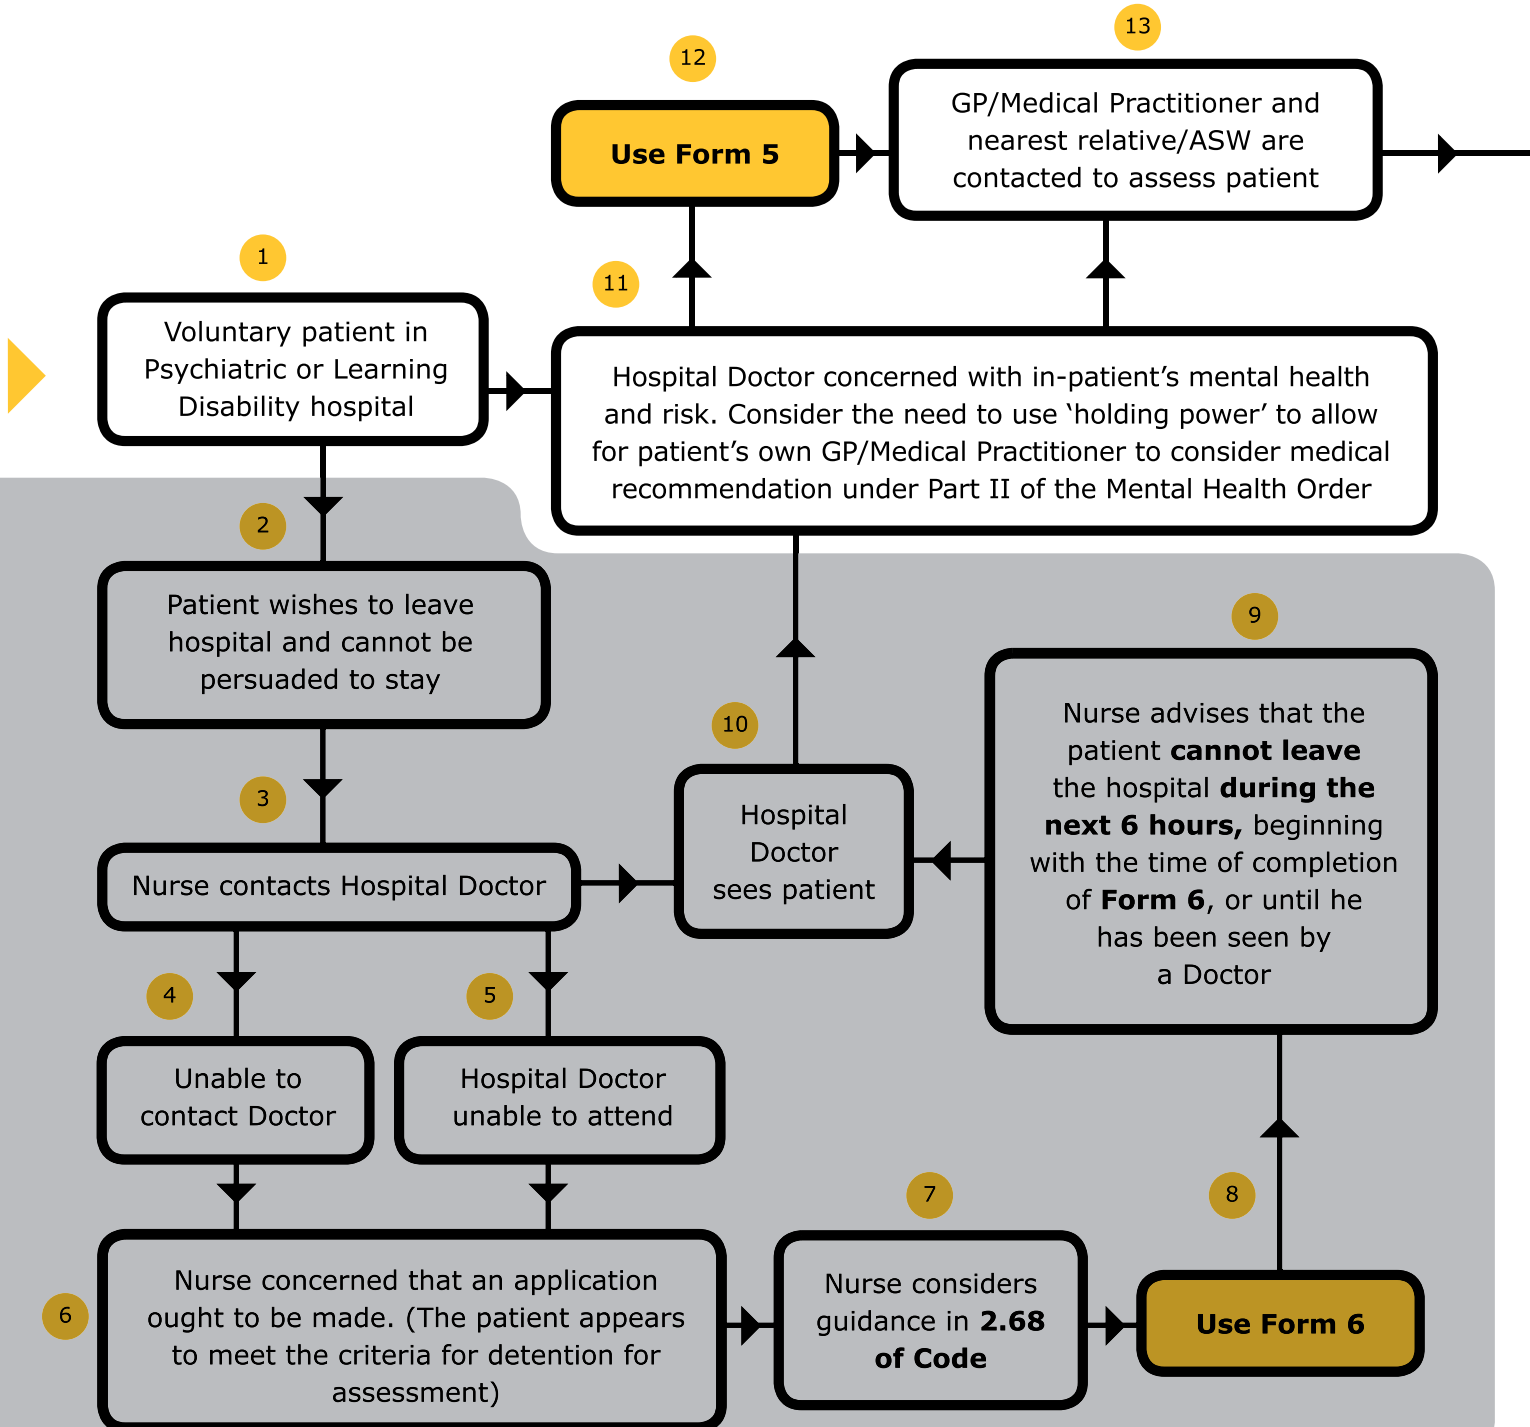 1
Voluntary patient in
Psychiatric or Learning
Disability hospital
2
Patient wishes to leave
hospital and cannot be
persuaded to stay
3
Nurse contacts Hospital Doctor
4
Unable to
contact Doctor
5
Hospital Doctor
unable to attend
6
Nurse concerned that an application
ought to be made. (The patient appears
to meet the criteria for detention for
assessment)
7
Nurse considers
guidance in 2.68
of Code
8
Use Form 6
9
Nurse advises that the
patient cannot leave
the hospital during the
next 6 hours, beginning
with the time of completion
of Form 6, or until he
has been seen by
a Doctor
10
Hospital
Doctor
sees patient
11
Hospital Doctor concerned with in-patient’s mental health
and risk. Consider the need to use ‘holding power’ to allow
for patient’s own GP/Medical Practitioner to consider medical
recommendation under Part II of the Mental Health Order
12
Use Form 5
13
GP/Medical Practitioner and
nearest relative/ASW are
contacted to assess patient